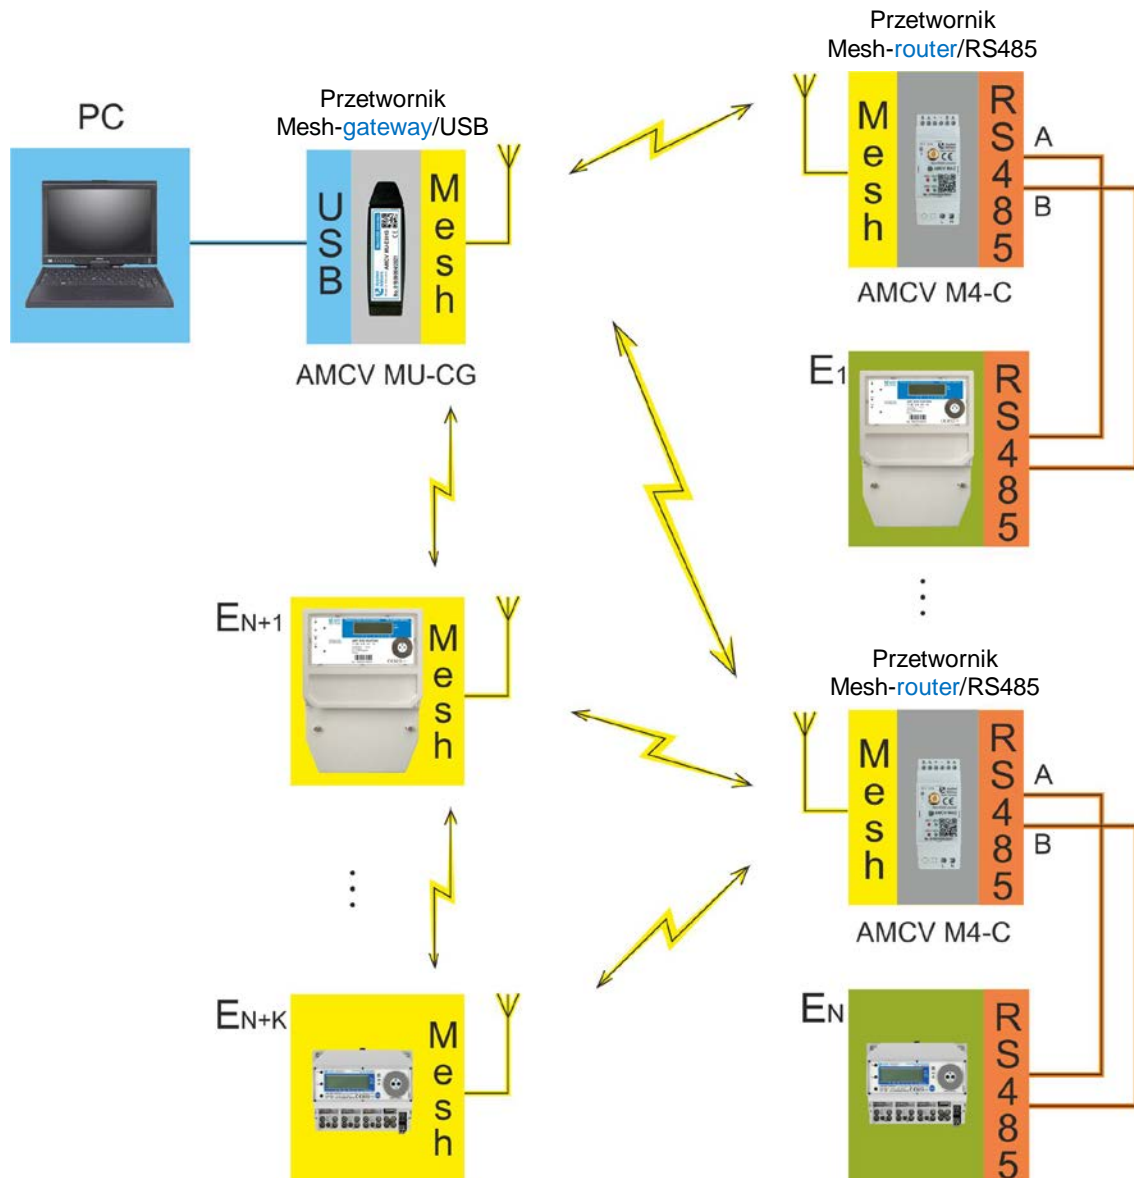 Przetwornik
Mesh-router/RS485
Przetwornik
Mesh-gateway/USB
PC
USB
Mesh
AMCV MU-CG
Mesh
RS485
A
B
AMCV M4-C
E1
RS485
⋮
EN+1
Mesh
Przetwornik
Mesh-router/RS485
Mesh
RS485
A
B
AMCV M4-C
⋮
EN+K
Mesh
EN
RS485